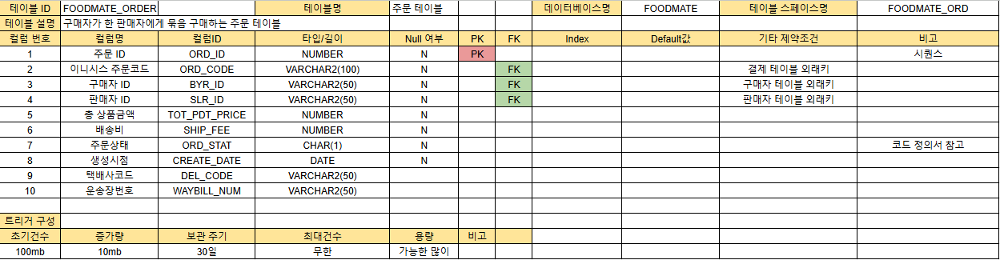 테이블 ID FOODMATE_ORDER 테이블명 주문 테이블 데이터베이스명 FOODMATE 테이블 스페이스명 FOODMATE_ORD
테이블 설명 구매자가 한 판매자에게 묶음 구매하는 주문 테이블
컬럼 번호 컬럼명 컬럼ID 타입/길이 Null 여부 PK FK Index Default값 기타 제약조건 비고
1 주문 ID ORD_ID NUMBER N PK 시퀀스
2 이니시스 주문코드 ORD_CODE VARCHAR2(100) N FK 결제 테이블 외래키
3 구매자 ID BYR_ID VARCHAR2(50) N FK 구매자 테이블 외래키
4 판매자 ID SLR_ID VARCHAR2(50) N FK 판매자 테이블 외래키
5 총 상품금액 TOT_PDT_PRICE NUMBER N
6 배송비 SHIP_FEE NUMBER N
7 주문상태 ORD_STAT CHAR(1) N 코드 정의서 참고
8 생성시점 CREATE_DATE DATE N
9 택배사코드 DEL_CODE VARCHAR2(50)
10 운송장번호 WAYBILL_NUM VARCHAR2(50)
트리거 구성
초기건수 증가량 보관 주기 최대건수 용량 비고
100mb 10mb 30일 무한 가능한 많이